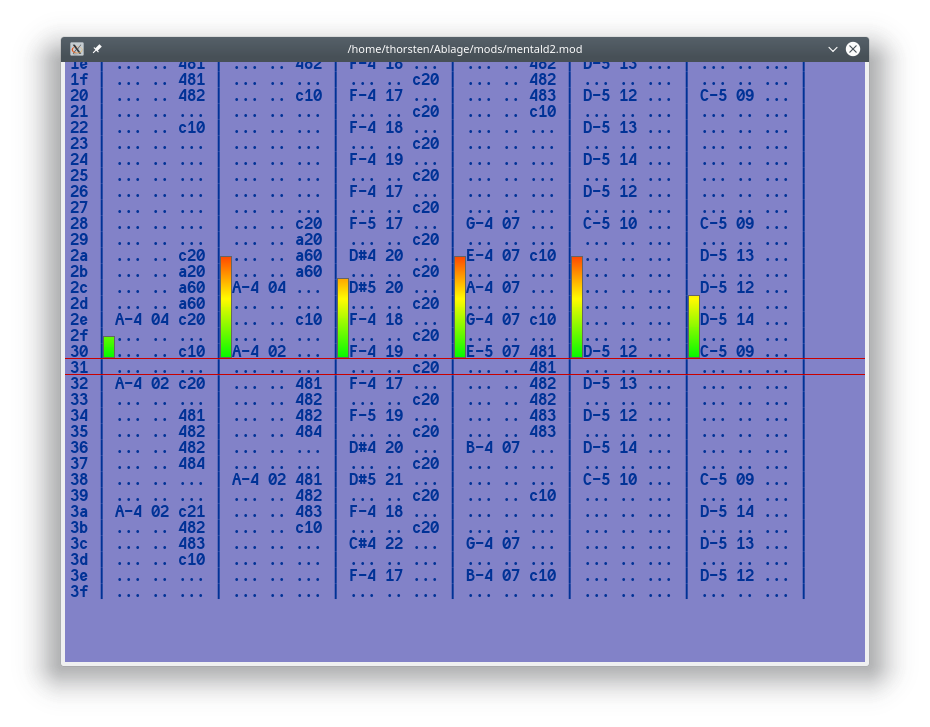 /home/thorsten/Ablage/mods/mentald2.mod
1e | ... .. 481 | ... .. 482 | F-4 18 ... | ... .. 482 | D-5 13 ... | ... .. ... |
1f | ... .. 481 | ... .. ... | ... .. c20 | ... .. 482 | ... .. ... | ... .. ... |
20 | ... .. 482 | ... .. c10 | F-4 17 ... | ... .. 483 | D-5 12 ... | C-5 09 ... |
21 | ... .. ... | ... .. ... | ... .. c20 | ... .. c10 | ... .. ... | ... .. ... |
22 | ... .. c10 | ... .. ... | F-4 18 ... | ... .. ... | D-5 13 ... | ... .. ... |
23 | ... .. ... | ... .. ... | ... .. c20 | ... .. ... | ... .. ... | ... .. ... |
24 | ... .. ... | ... .. ... | F-4 19 ... | ... .. ... | D-5 14 ... | ... .. ... |
25 | ... .. ... | ... .. ... | ... .. c20 | ... .. ... | ... .. ... | ... .. ... |
26 | ... .. ... | ... .. ... | F-4 17 ... | ... .. ... | D-5 12 ... | ... .. ... |
27 | ... .. ... | ... .. ... | ... .. c20 | ... .. ... | ... .. ... | ... .. ... |
28 | ... .. ... | ... .. c20 | F-5 17 ... | G-4 07 ... | C-5 10 ... | C-5 09 ... |
29 | ... .. ... | ... .. a20 | ... .. c20 | ... .. ... | ... .. ... | ... .. ... |
2a | ... .. c20 | ... .. a60 | D#4 20 ... | E-4 07 c10 | ... .. ... | D-5 13 ... |
2b | ... .. a20 | ... .. a60 | ... .. c20 | ... .. ... | ... .. ... | ... .. ... |
2c | ... .. a60 | A-4 04 ... | D#5 20 ... | A-4 07 ... | ... .. ... | D-5 12 ... |
2d | ... .. a60 | ... .. ... | ... .. c20 | ... .. ... | ... .. ... | ... .. ... |
2e | A-4 04 c20 | ... .. c10 | F-4 18 ... | G-4 07 c10 | ... .. ... | D-5 14 ... |
2f | ... .. ... | ... .. ... | ... .. c20 | ... .. ... | ... .. ... | ... .. ... |
30 | ... .. c10 | A-4 02 ... | F-4 19 ... | E-5 07 481 | D-5 12 ... | C-5 09 ... |
31 | ... .. ... | ... .. ... | ... .. c20 | ... .. 481 | ... .. ... | ... .. ... |
32 | A-4 02 c20 | ... .. 481 | F-4 17 ... | ... .. 482 | D-5 13 ... | ... .. ... |
33 | ... .. ... | ... .. 482 | ... .. c20 | ... .. 482 | ... .. ... | ... .. ... |
34 | ... .. 481 | ... .. 482 | F-5 19 ... | ... .. 483 | D-5 12 ... | ... .. ... |
35 | ... .. 482 | ... .. 484 | ... .. c20 | ... .. 483 | ... .. ... | ... .. ... |
36 | ... .. 482 | ... .. ... | D#4 20 ... | B-4 07 ... | D-5 14 ... | ... .. ... |
37 | ... .. 484 | ... .. ... | ... .. c20 | ... .. ... | ... .. ... | ... .. ... |
38 | ... .. ... | A-4 02 481 | D#5 21 ... | ... .. ... | C-5 10 ... | C-5 09 ... |
39 | ... .. ... | ... .. 482 | ... .. c20 | ... .. c10 | ... .. ... | ... .. ... |
3a | A-4 02 c21 | ... .. 483 | F-4 18 ... | ... .. ... | ... .. ... | D-5 14 ... |
3b | ... .. 482 | ... .. c10 | ... .. c20 | ... .. ... | ... .. ... | ... .. ... |
3c | ... .. 483 | ... .. ... | C#4 22 ... | G-4 07 ... | ... .. ... | D-5 13 ... |
3d | ... .. c10 | ... .. ... | ... .. ... | ... .. ... | ... .. ... | ... .. ... |
3e | ... .. ... | ... .. ... | F-4 17 ... | B-4 07 c10 | ... .. ... | D-5 12 ... |
3f | ... .. ... | ... .. ... | ... .. c20 | ... .. ... | ... .. ... | ... .. ... |